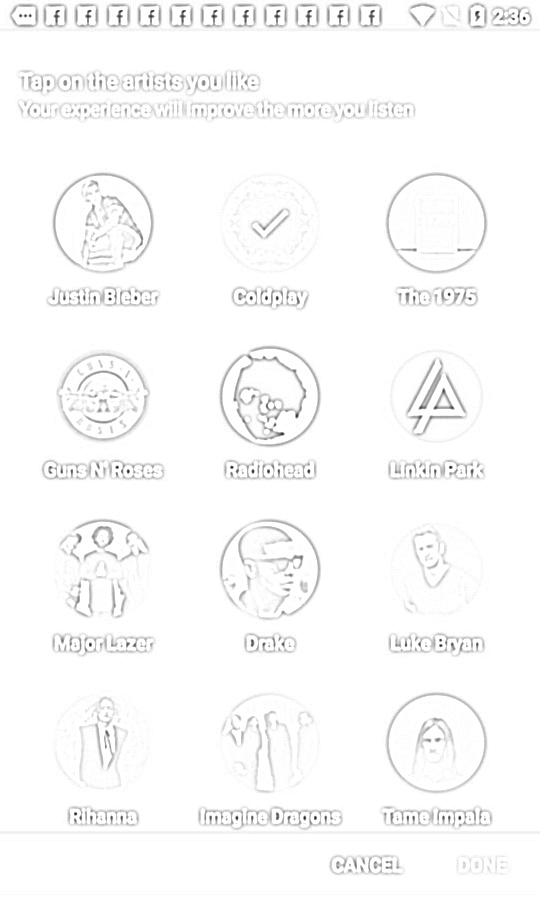 2:36
Tap on the artists you like
Your experience will improve the more you listen
Justin Bieber
Coldplay
The 1975
GUNS N'
ROSES
Guns N' Roses
Radiohead
Linkin Park
Major Lazer
Drake
Luke Bryan
Rihanna
Imagine Dragons
Tame Impala
CANCEL
DONE